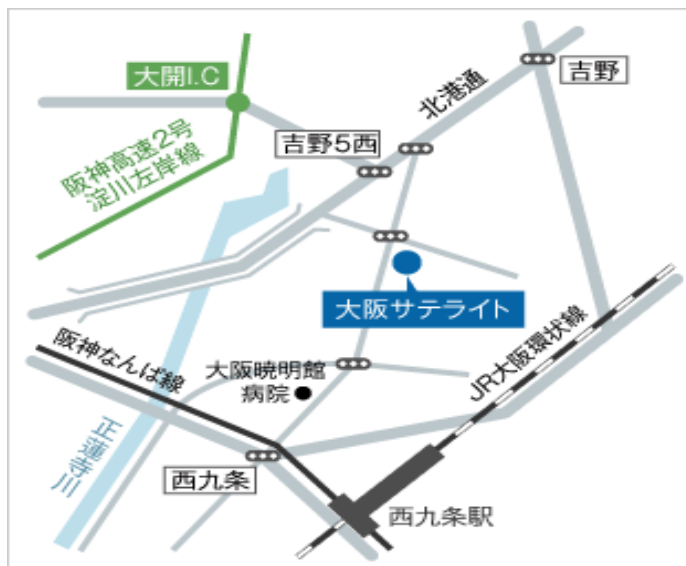 大開I.C
吉野
北港通
吉野5西
阪神高速2号
淀川左岸線
大阪サテライト
阪神なんば線
大阪暁明館
病院
JR大阪環状線
正蓮寺川
西九条
西九条駅